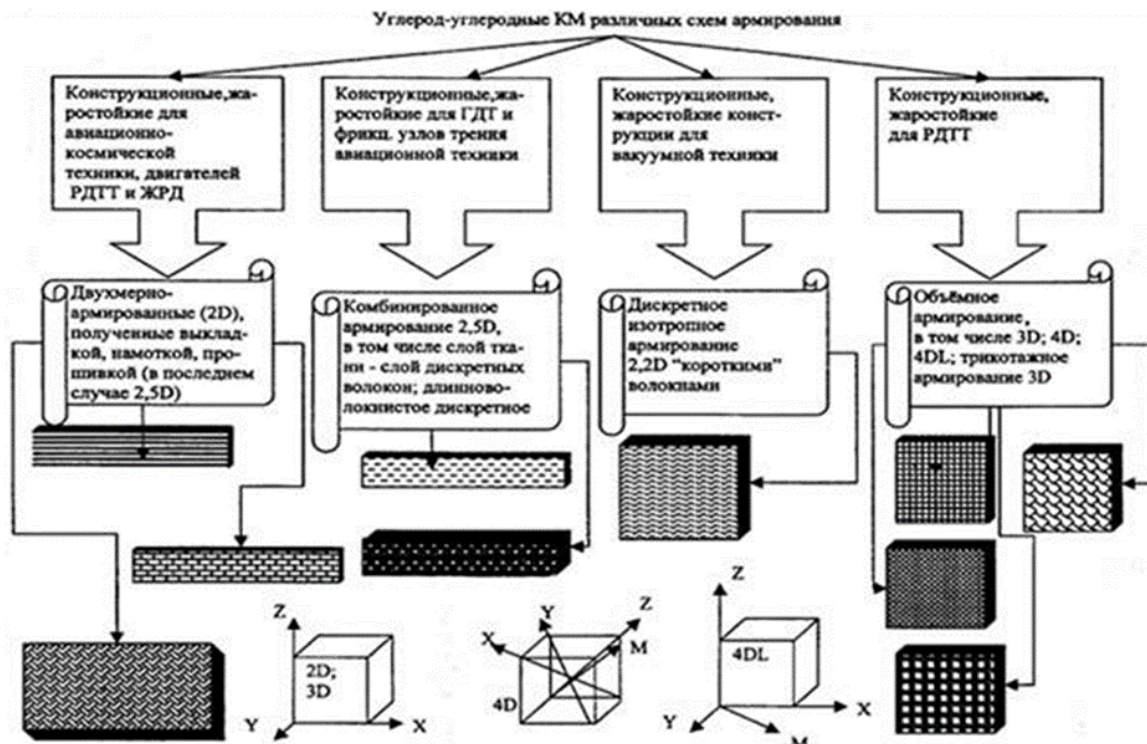 Углерод-углеродные КМ различных схем армирования
Конструкционные,жа-
ростойкие для
авиационно-
космической
техники, двигателей
РДТТ и ЖРД
Конструкционные,жа-
ростойкие для ГДТ и
фрикц. узлов трения
авиационной техники
Конструкционные,
жаростойкие конст-
рукции для
вакуумной техники
Конструкционные,
жаростойкие
для РДТТ
Двухмерно-
армированные (2D),
полученные выклад-
кой, намоткой, про-
шивкой (в последнем
случае 2,5D)
Комбинированное
армирование 2,5D,
в том числе слой тка-
ни - слой дискретных
волокон; длинново-
локнистое дискретное
Дискретное
изотропное
армирование
2,2D "короткими"
волокнами
Объёмное
армирование,
в том числе 3D; 4D;
4DL; трикотажное
армирование 3D
Z
2D;
3D
Y
X
Y
Z
X
M
4D
Z
4DL
X
Y
M